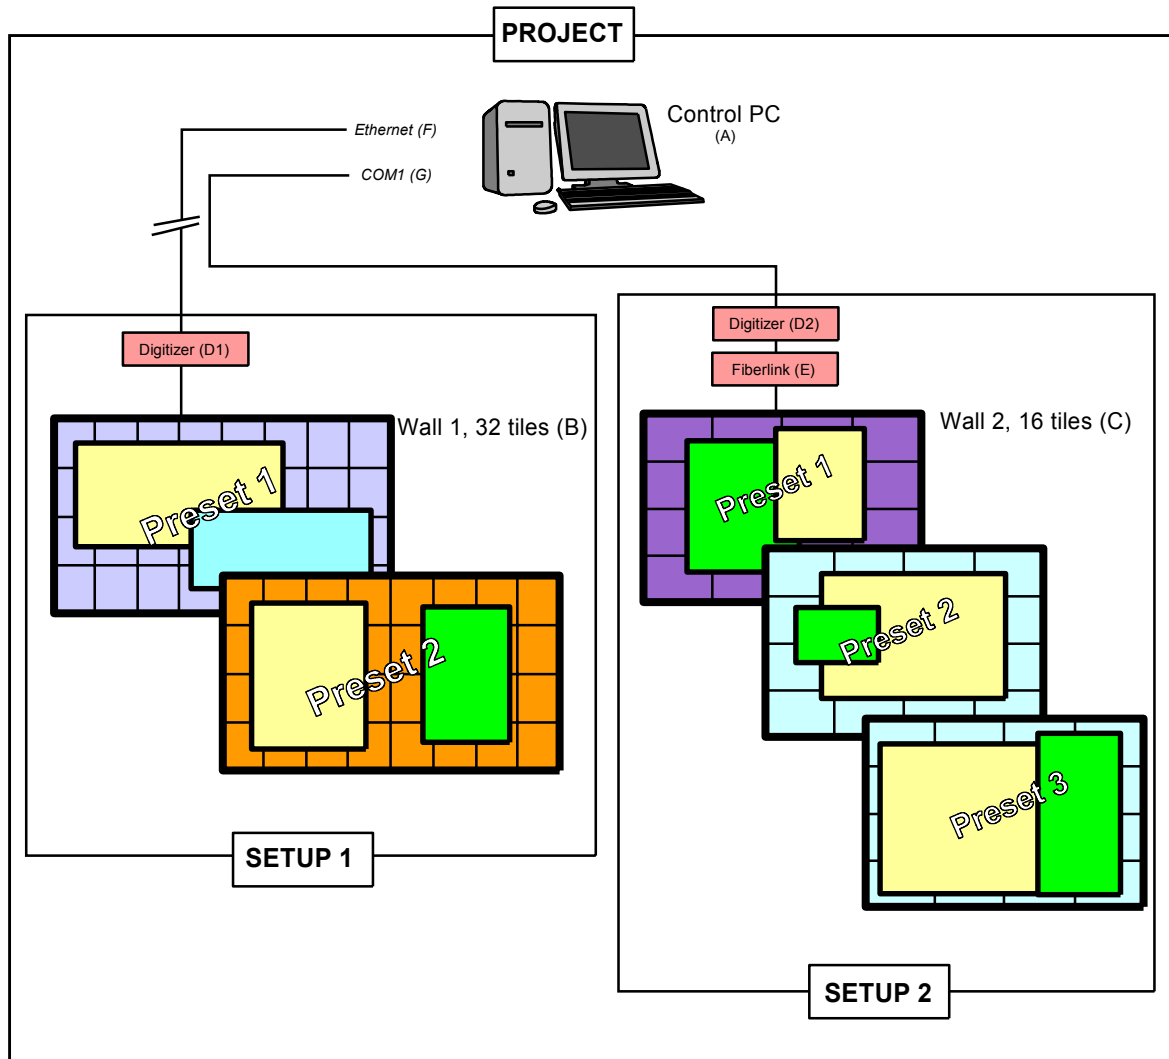 PROJECT
Control PC
(A)
Ethernet (F)
COM1 (G)
Digitizer (D1)
Digitizer (D2)
Fiberlink (E)
Wall 1, 32 tiles (B)
Wall 2, 16 tiles (C)
Preset 1
Preset 2
Preset 1
Preset 2
Preset 3
SETUP 1
SETUP 2